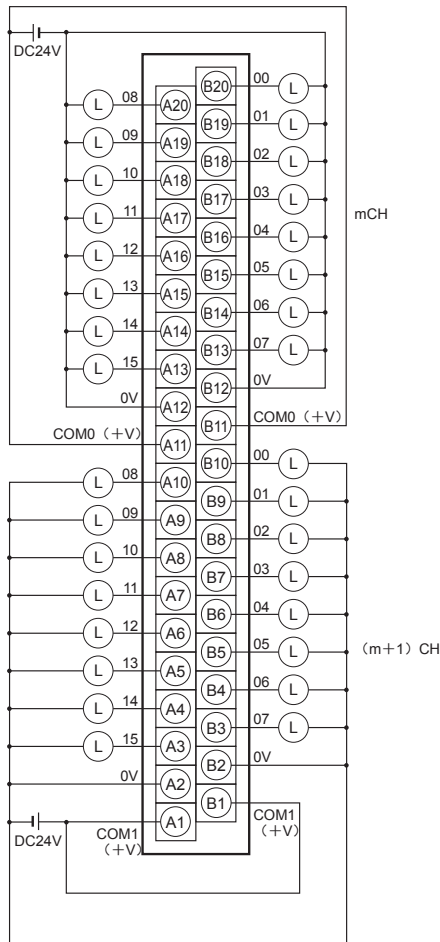 DC24V
L 08 A20 B20 00 L
L 09 A19 B19 01 L
L 10 A18 B18 02 L
L 11 A17 B17 03 L
mCH
L 12 A16 B16 04 L
L 13 A15 B15 05 L
L 14 A14 B14 06 L
L 15 A13 B13 07 L
0V A12 B12 0V
COM0（+V） A11 B11 COM0（+V）
L 08 A10 B10 00 L
L 09 A9 B9 01 L
L 10 A8 B8 02 L
L 11 A7 B7 03 L
L 12 A6 B6 04 L
L 13 A5 B5 05 L
（m+1）CH
L 14 A4 B4 06 L
L 15 A3 B3 07 L
0V A2 B2 0V
A1 B1
COM1
（+V）
COM1
（+V）
DC24V